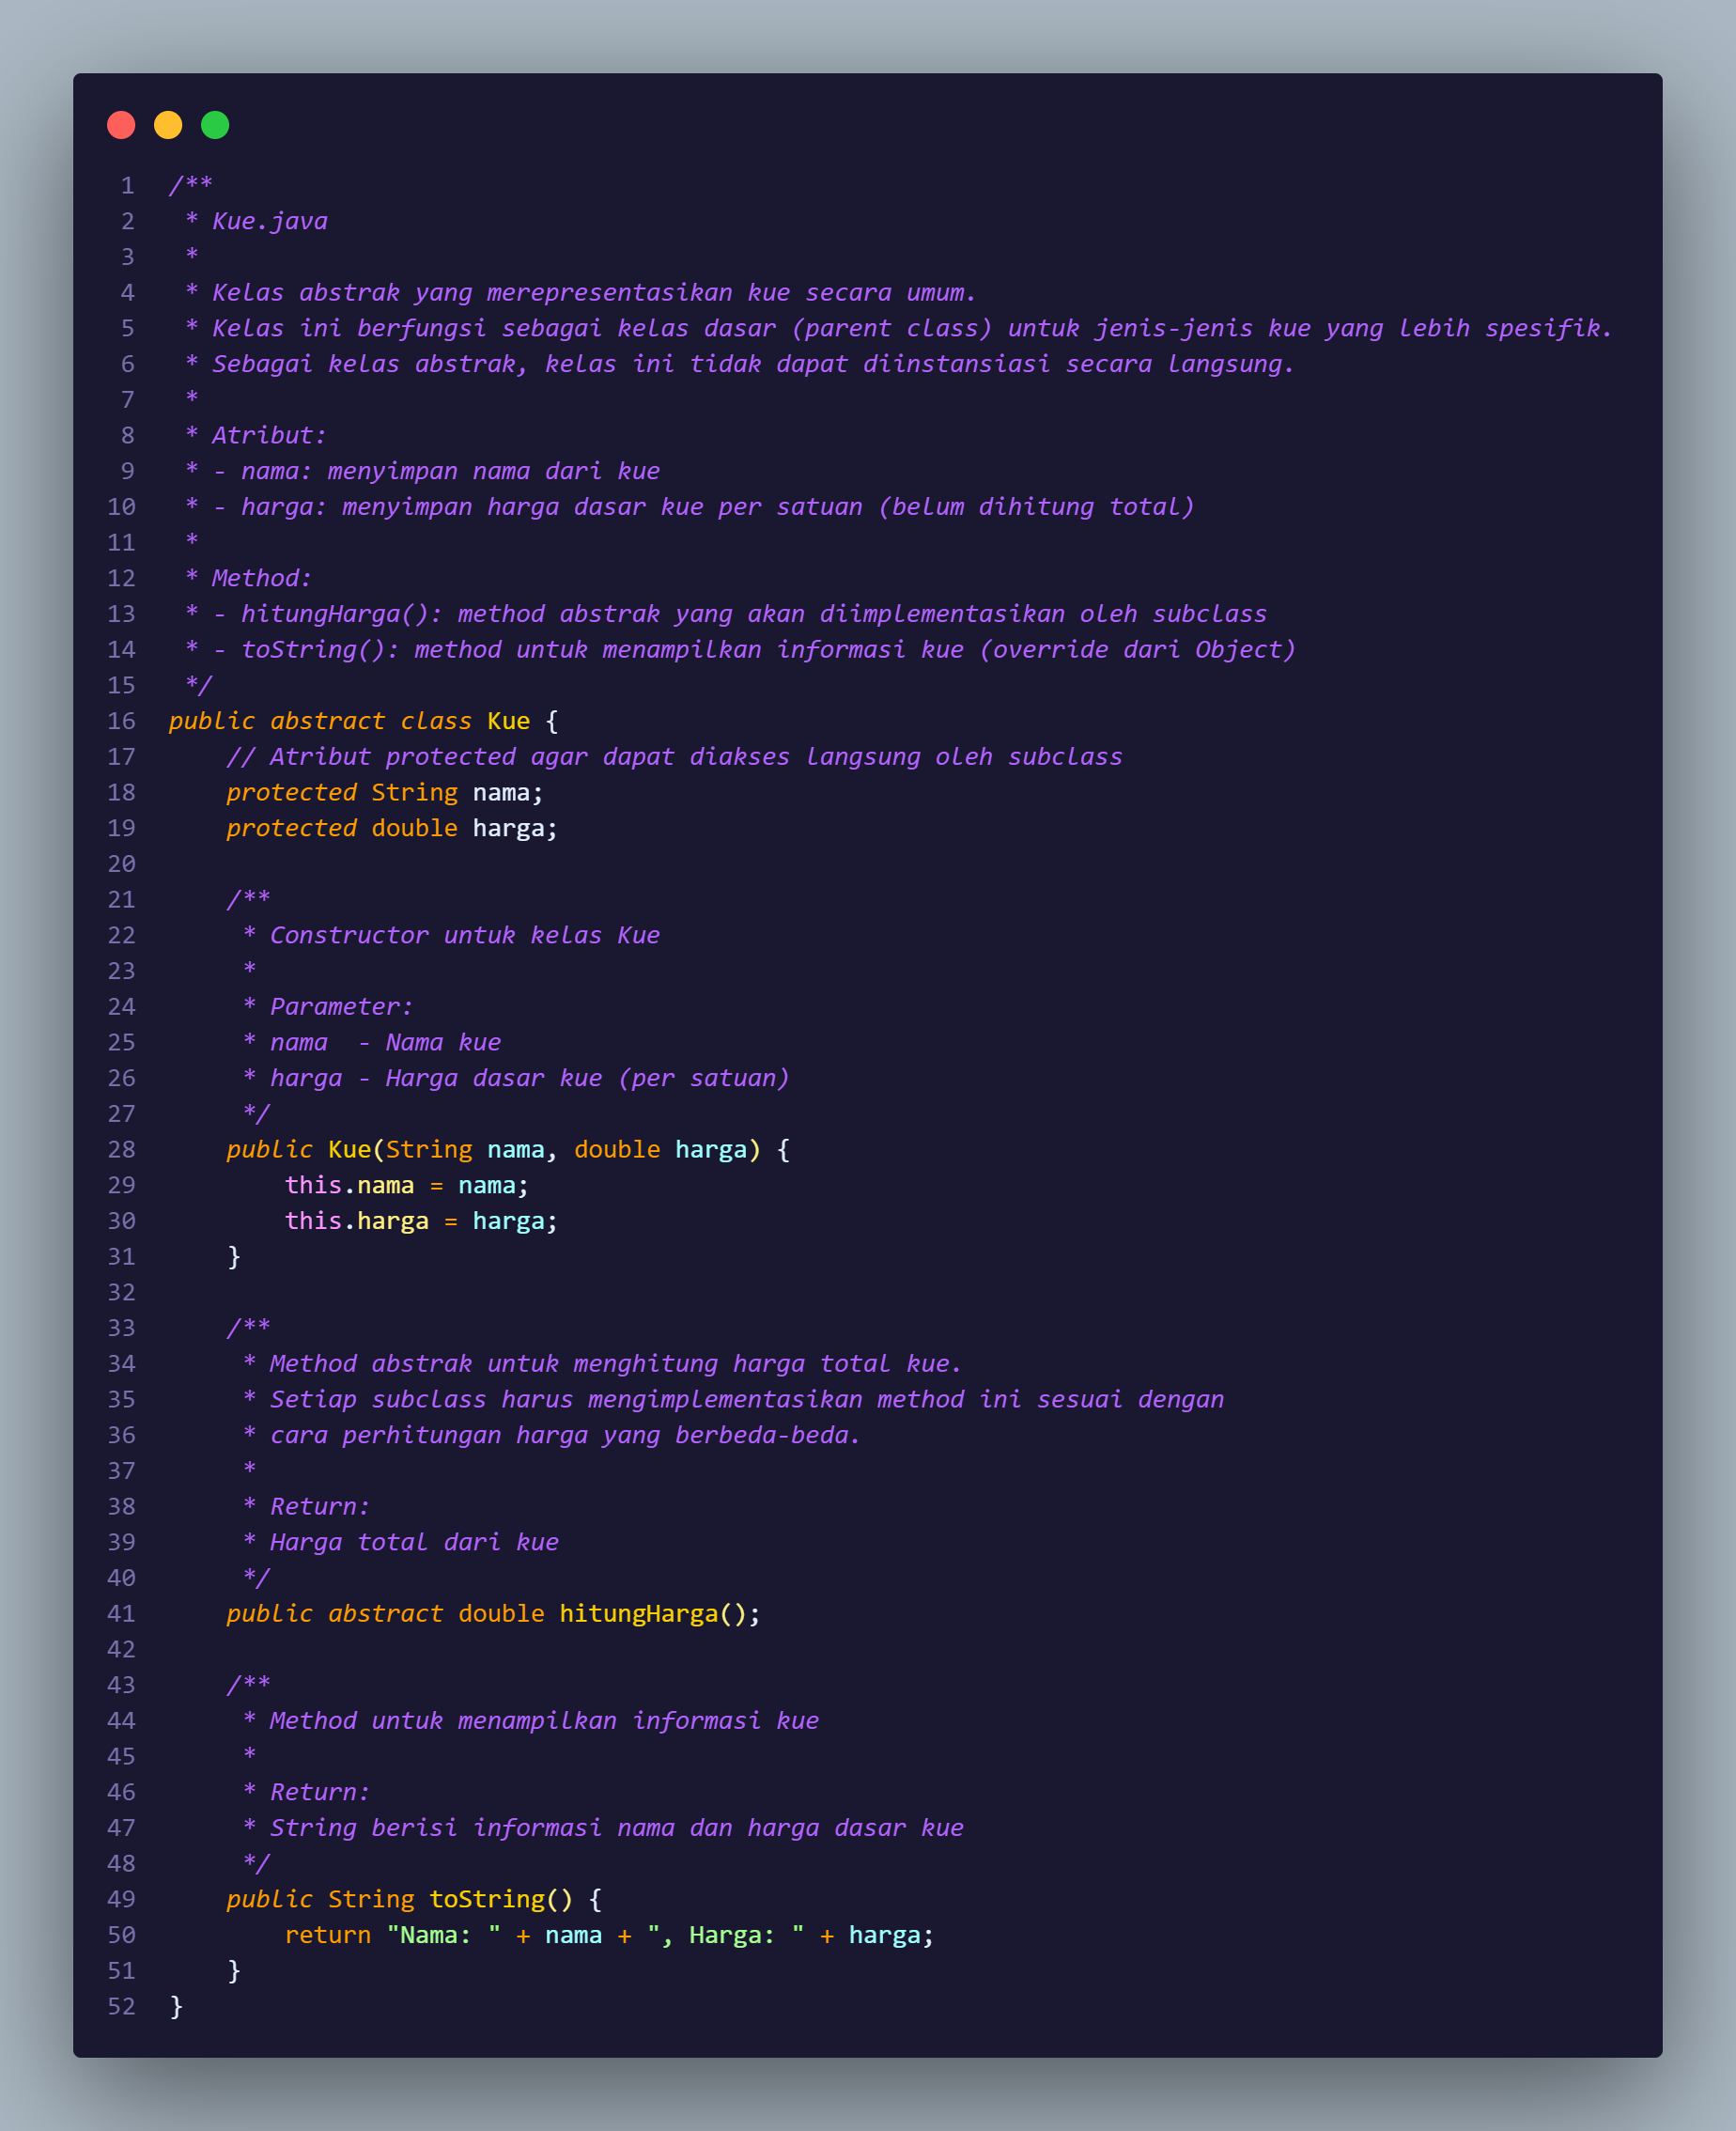 1 /**
2  * Kue.java
3  *
4  * Kelas abstrak yang merepresentasikan kue secara umum.
5  * Kelas ini berfungsi sebagai kelas dasar (parent class) untuk jenis-jenis kue yang lebih spesifik.
6  * Sebagai kelas abstrak, kelas ini tidak dapat diinstansiasi secara langsung.
7  *
8  * Atribut:
9  * - nama: menyimpan nama dari kue
10  * - harga: menyimpan harga dasar kue per satuan (belum dihitung total)
11  *
12  * Method:
13  * - hitungHarga(): method abstrak yang akan diimplementasikan oleh subclass
14  * - toString(): method untuk menampilkan informasi kue (override dari Object)
15  */
16 public abstract class Kue {
17     // Atribut protected agar dapat diakses langsung oleh subclass
18     protected String nama;
19     protected double harga;
20
21     /**
22      * Constructor untuk kelas Kue
23      *
24      * Parameter:
25      * nama  - Nama kue
26      * harga - Harga dasar kue (per satuan)
27      */
28     public Kue(String nama, double harga) {
29         this.nama = nama;
30         this.harga = harga;
31     }
32
33     /**
34      * Method abstrak untuk menghitung harga total kue.
35      * Setiap subclass harus mengimplementasikan method ini sesuai dengan
36      * cara perhitungan harga yang berbeda-beda.
37      *
38      * Return:
39      * Harga total dari kue
40      */
41     public abstract double hitungHarga();
42
43     /**
44      * Method untuk menampilkan informasi kue
45      *
46      * Return:
47      * String berisi informasi nama dan harga dasar kue
48      */
49     public String toString() {
50         return "Nama: " + nama + ", Harga: " + harga;
51     }
52 }